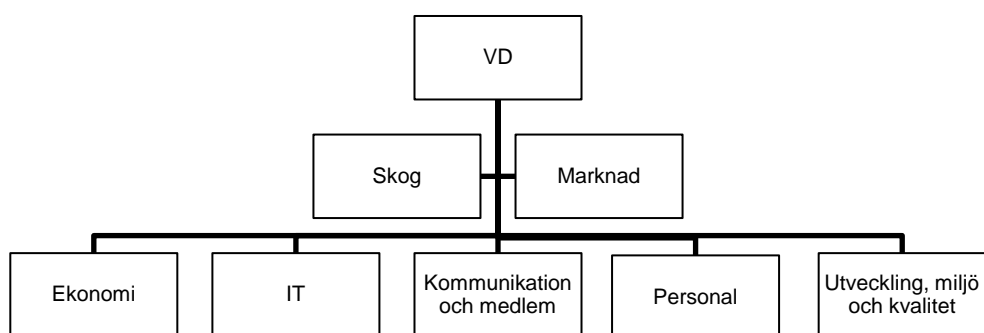 VD
Skog
Marknad
Ekonomi
IT
Kommunikation
och medlem
Personal
Utveckling, miljö
och kvalitet